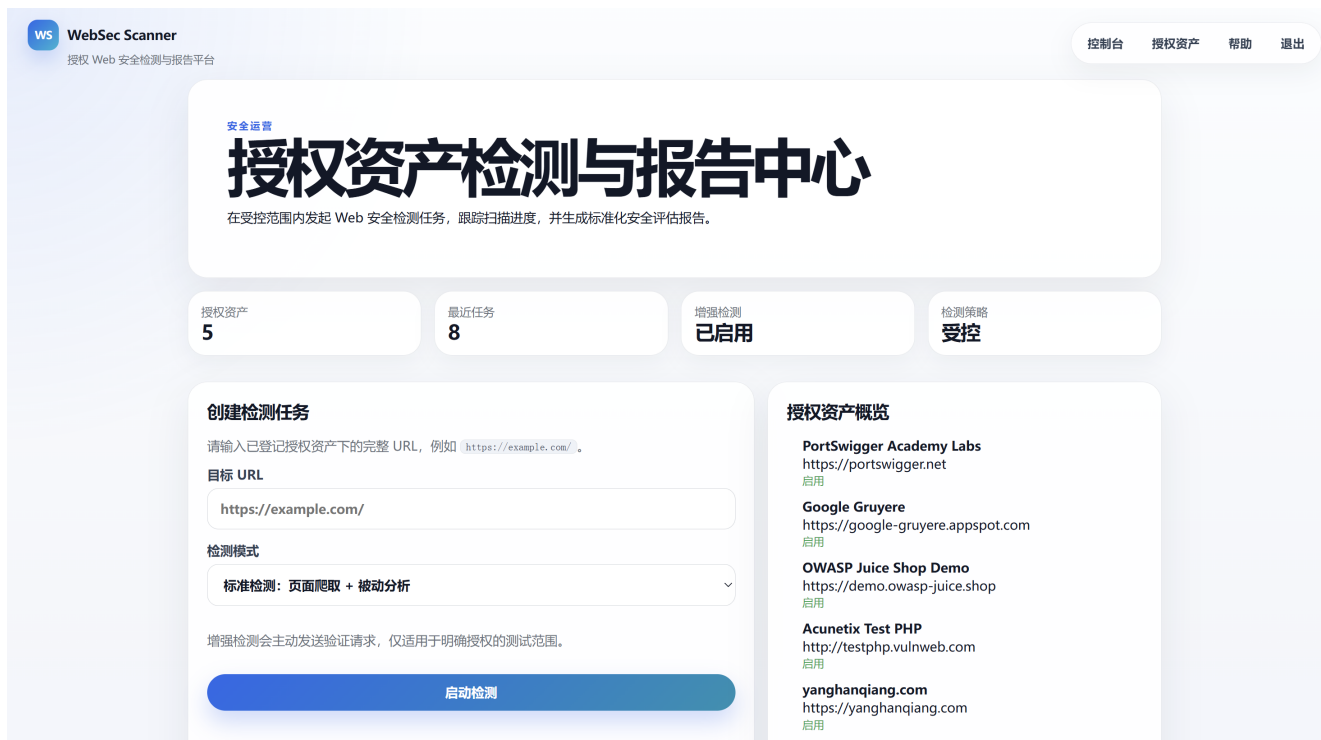 WS
WebSec Scanner
授权 Web 安全检测与报告平台
控制台 授权资产 帮助 退出
安全运营
授权资产检测与报告中心
在受控范围内发起 Web 安全检测任务，跟踪扫描进度，并生成标准化安全评估报告。
授权资产
5
最近任务
8
增强检测
已启用
检测策略
受控
创建检测任务
请输入已登记授权资产下的完整 URL，例如 https://example.com/ 。
目标 URL
https://example.com/
检测模式
标准检测：页面爬取 + 被动分析
增强检测会主动发送验证请求，仅适用于明确授权的测试范围。
启动检测
授权资产概览
PortSwigger Academy Labs
https://portswigger.net
启用
Google Gruyere
https://google-gruyere.appspot.com
启用
OWASP Juice Shop Demo
https://demo.owasp-juice.shop
启用
Acunetix Test PHP
http://testphp.vulnweb.com
启用
yanghanqiang.com
https://yanghanqiang.com
启用